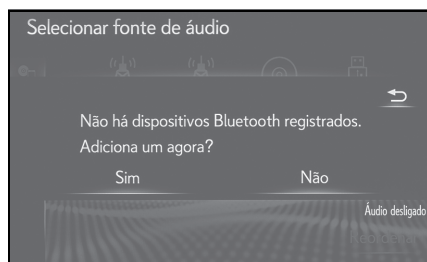 Selecionar fonte de áudio
Não há dispositivos Bluetooth registrados.
Adiciona um agora?
Sim
Não
Áudio desligado